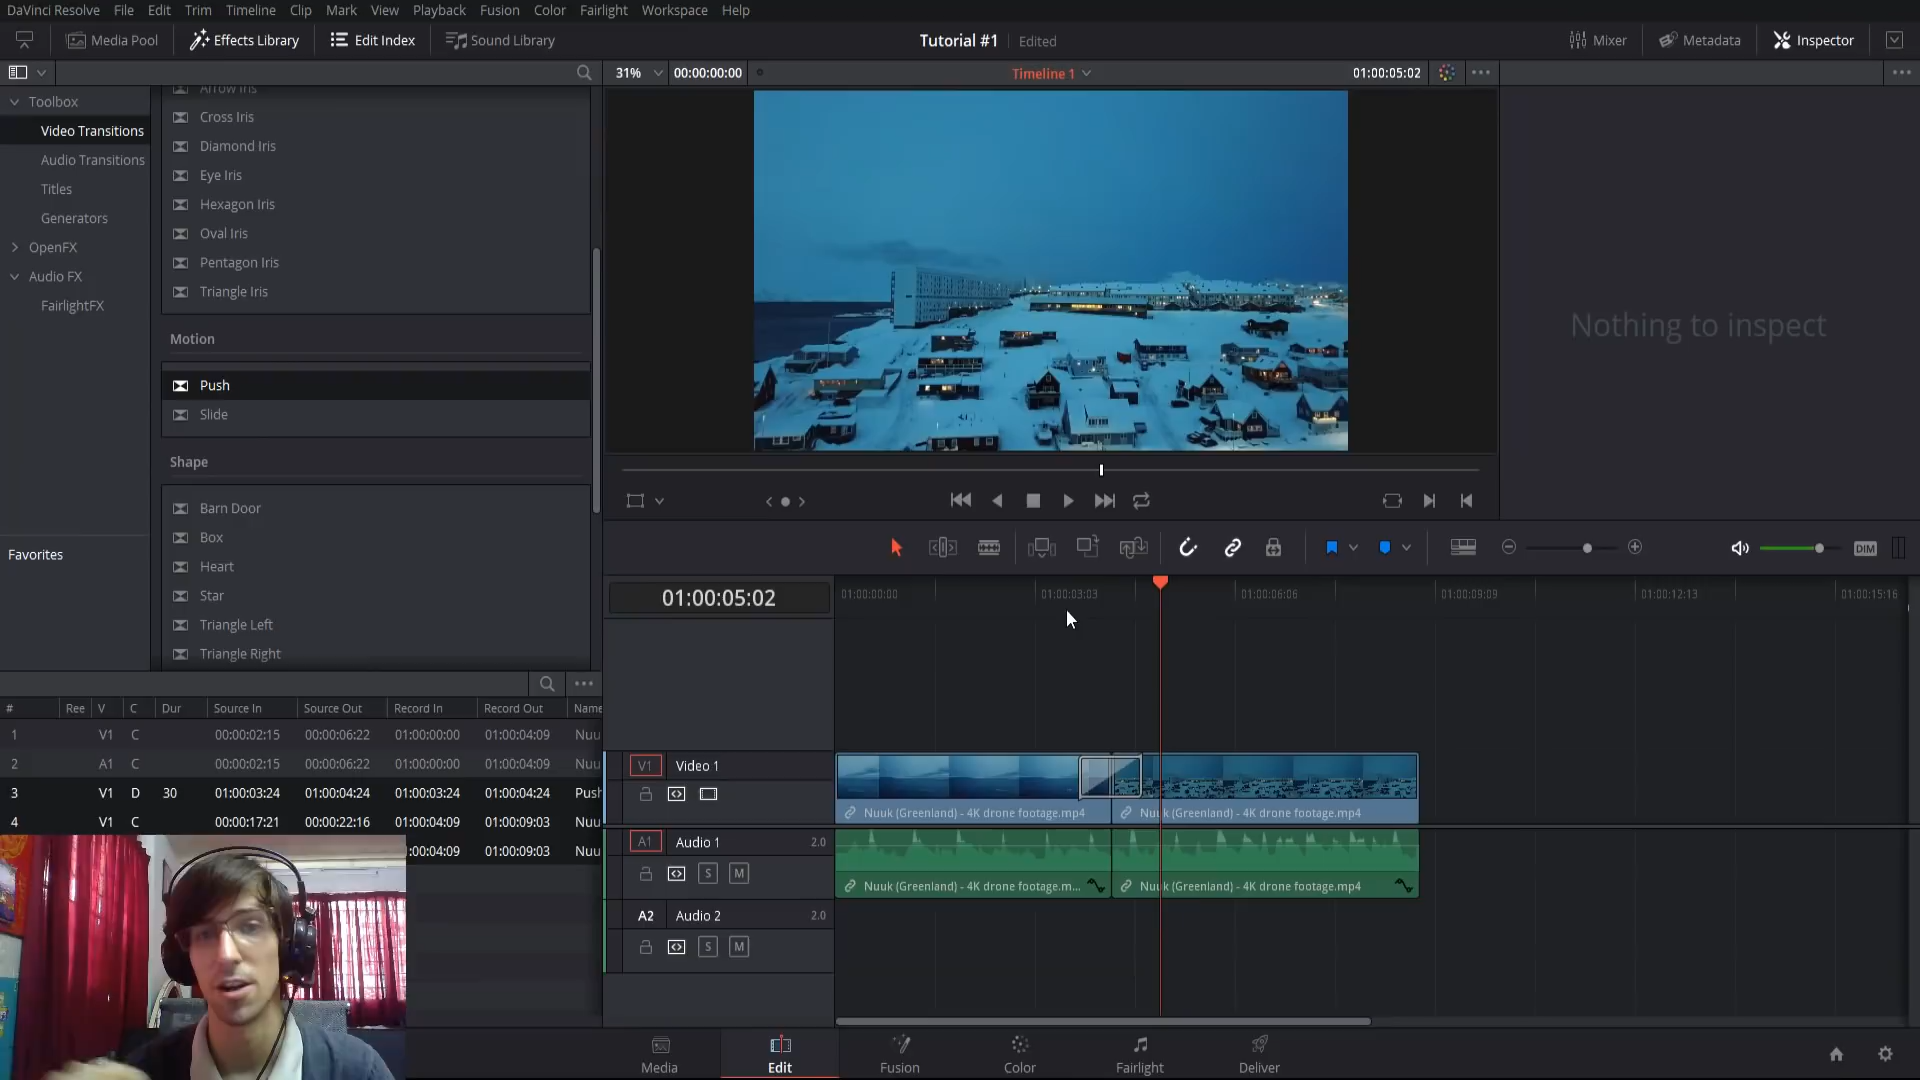 DaVinci Resolve File Edit Trim Timeline Clip Mark View Playback Fusion Color Fairlight Workspace Help
Media Pool Effects Library Edit Index Sound Library Tutorial #1 Edited Mixer Metadata Inspector
31% 00:00:00:00 Timeline 1 01:00:05:02
Toolbox
Video Transitions
Audio Transitions
Titles
Generators
OpenFX
Audio FX
FairlightFX
Favorites
Arrow Iris
Cross Iris
Diamond Iris
Eye Iris
Hexagon Iris
Oval Iris
Pentagon Iris
Triangle Iris
Motion
Push
Slide
Shape
Barn Door
Box
Heart
Star
Triangle Left
Triangle Right
Nothing to inspect
DIM
# Ree V C Dur Source In Source Out Record In Record Out Name
1 V1 C 00:00:02:15 00:00:06:22 01:00:00:00 01:00:04:09 Nuu
2 A1 C 00:00:02:15 00:00:06:22 01:00:00:00 01:00:04:09 Nuu
3 V1 D 30 01:00:03:24 01:00:04:24 01:00:03:24 01:00:04:24 Push
4 V1 C 00:00:17:21 00:00:22:16 01:00:04:09 01:00:09:03 Nuu
:00:04:09 01:00:09:03 Nuu
01:00:05:02
01:00:00:00 01:00:03:03 01:00:06:06 01:00:09:09 01:00:12:13 01:00:15:16
V1 Video 1
Nuuk (Greenland) - 4K drone footage.mp4 Nuuk (Greenland) - 4K drone footage.mp4
A1 Audio 1 2.0
S M
Nuuk (Greenland) - 4K drone footage.m... Nuuk (Greenland) - 4K drone footage.mp4
A2 Audio 2 2.0
S M
Media Edit Fusion Color Fairlight Deliver